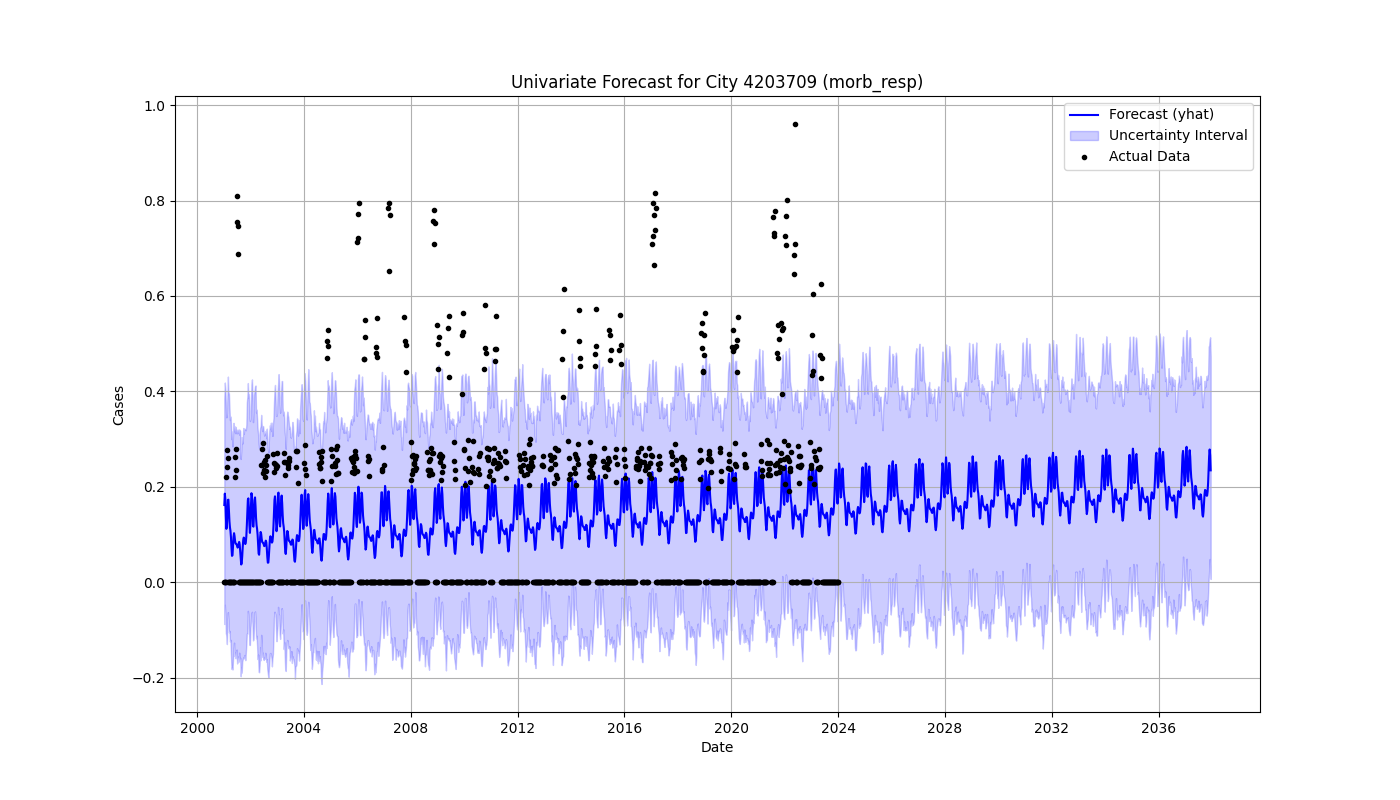 Univariate Forecast for City 4203709 (morb_resp)
Forecast (yhat)
Uncertainty Interval
Actual Data
1.0
0.8
0.6
0.4
0.2
0.0
−0.2
Cases
2000 2004 2008 2012 2016 2020 2024 2028 2032 2036
Date